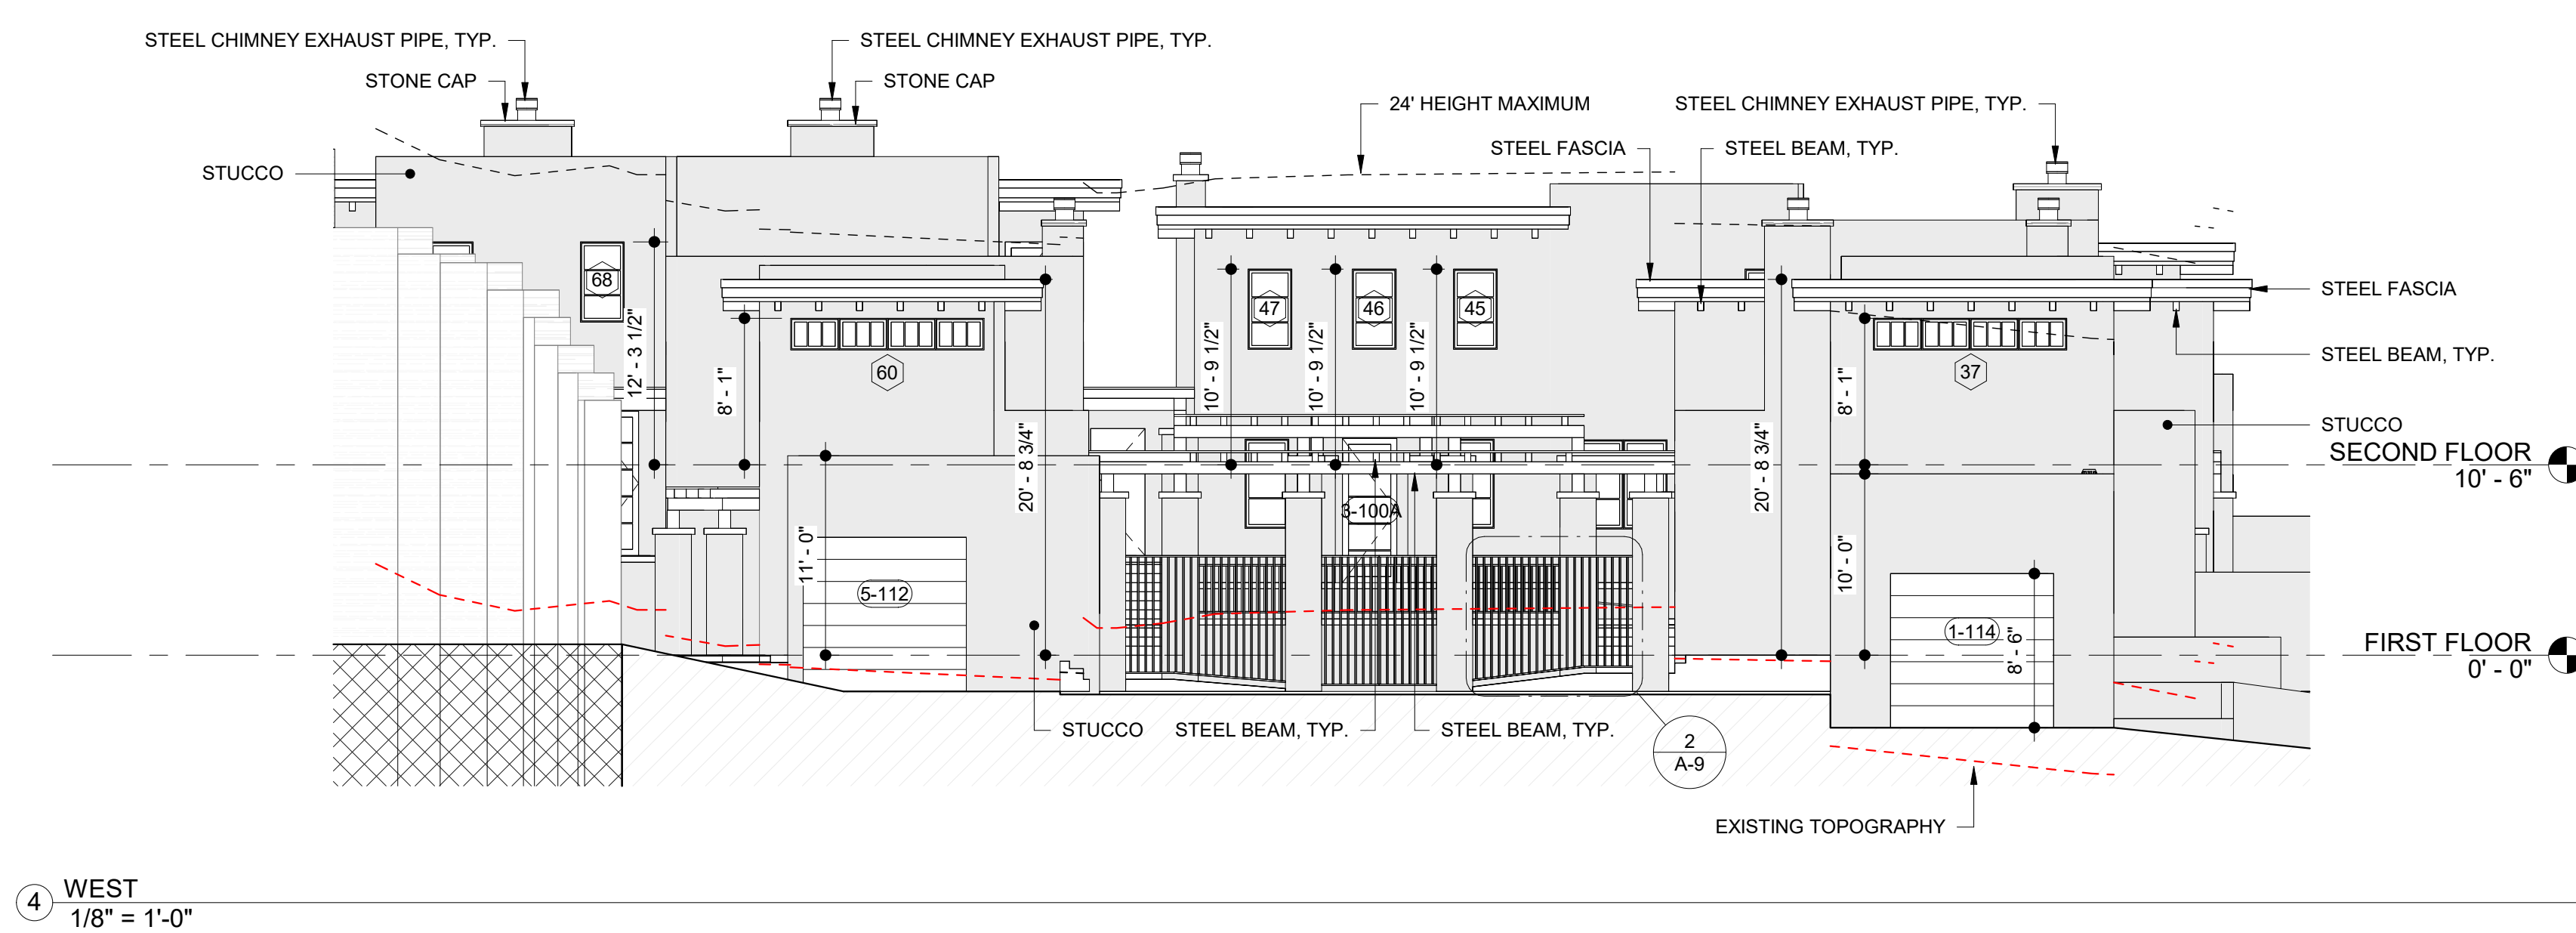 STEEL CHIMNEY EXHAUST PIPE, TYP.
STEEL CHIMNEY EXHAUST PIPE, TYP.
STONE CAP
STONE CAP
24' HEIGHT MAXIMUM
STEEL CHIMNEY EXHAUST PIPE, TYP.
STEEL FASCIA
STEEL BEAM, TYP.
STUCCO
68
47
46
45
STEEL FASCIA
12' - 3 1/2"
8' - 1"
60
10' - 9 1/2"
10' - 9 1/2"
10' - 9 1/2"
37
8' - 1"
STEEL BEAM, TYP.
STUCCO
SECOND FLOOR
10' - 6"
20' - 8 3/4"
20' - 8 3/4"
3-100A
11' - 0"
10' - 0"
5-112
1-114
8' - 6"
FIRST FLOOR
0' - 0"
STUCCO
STEEL BEAM, TYP.
STEEL BEAM, TYP.
2
A-9
EXISTING TOPOGRAPHY
4
WEST
1/8" = 1'-0"